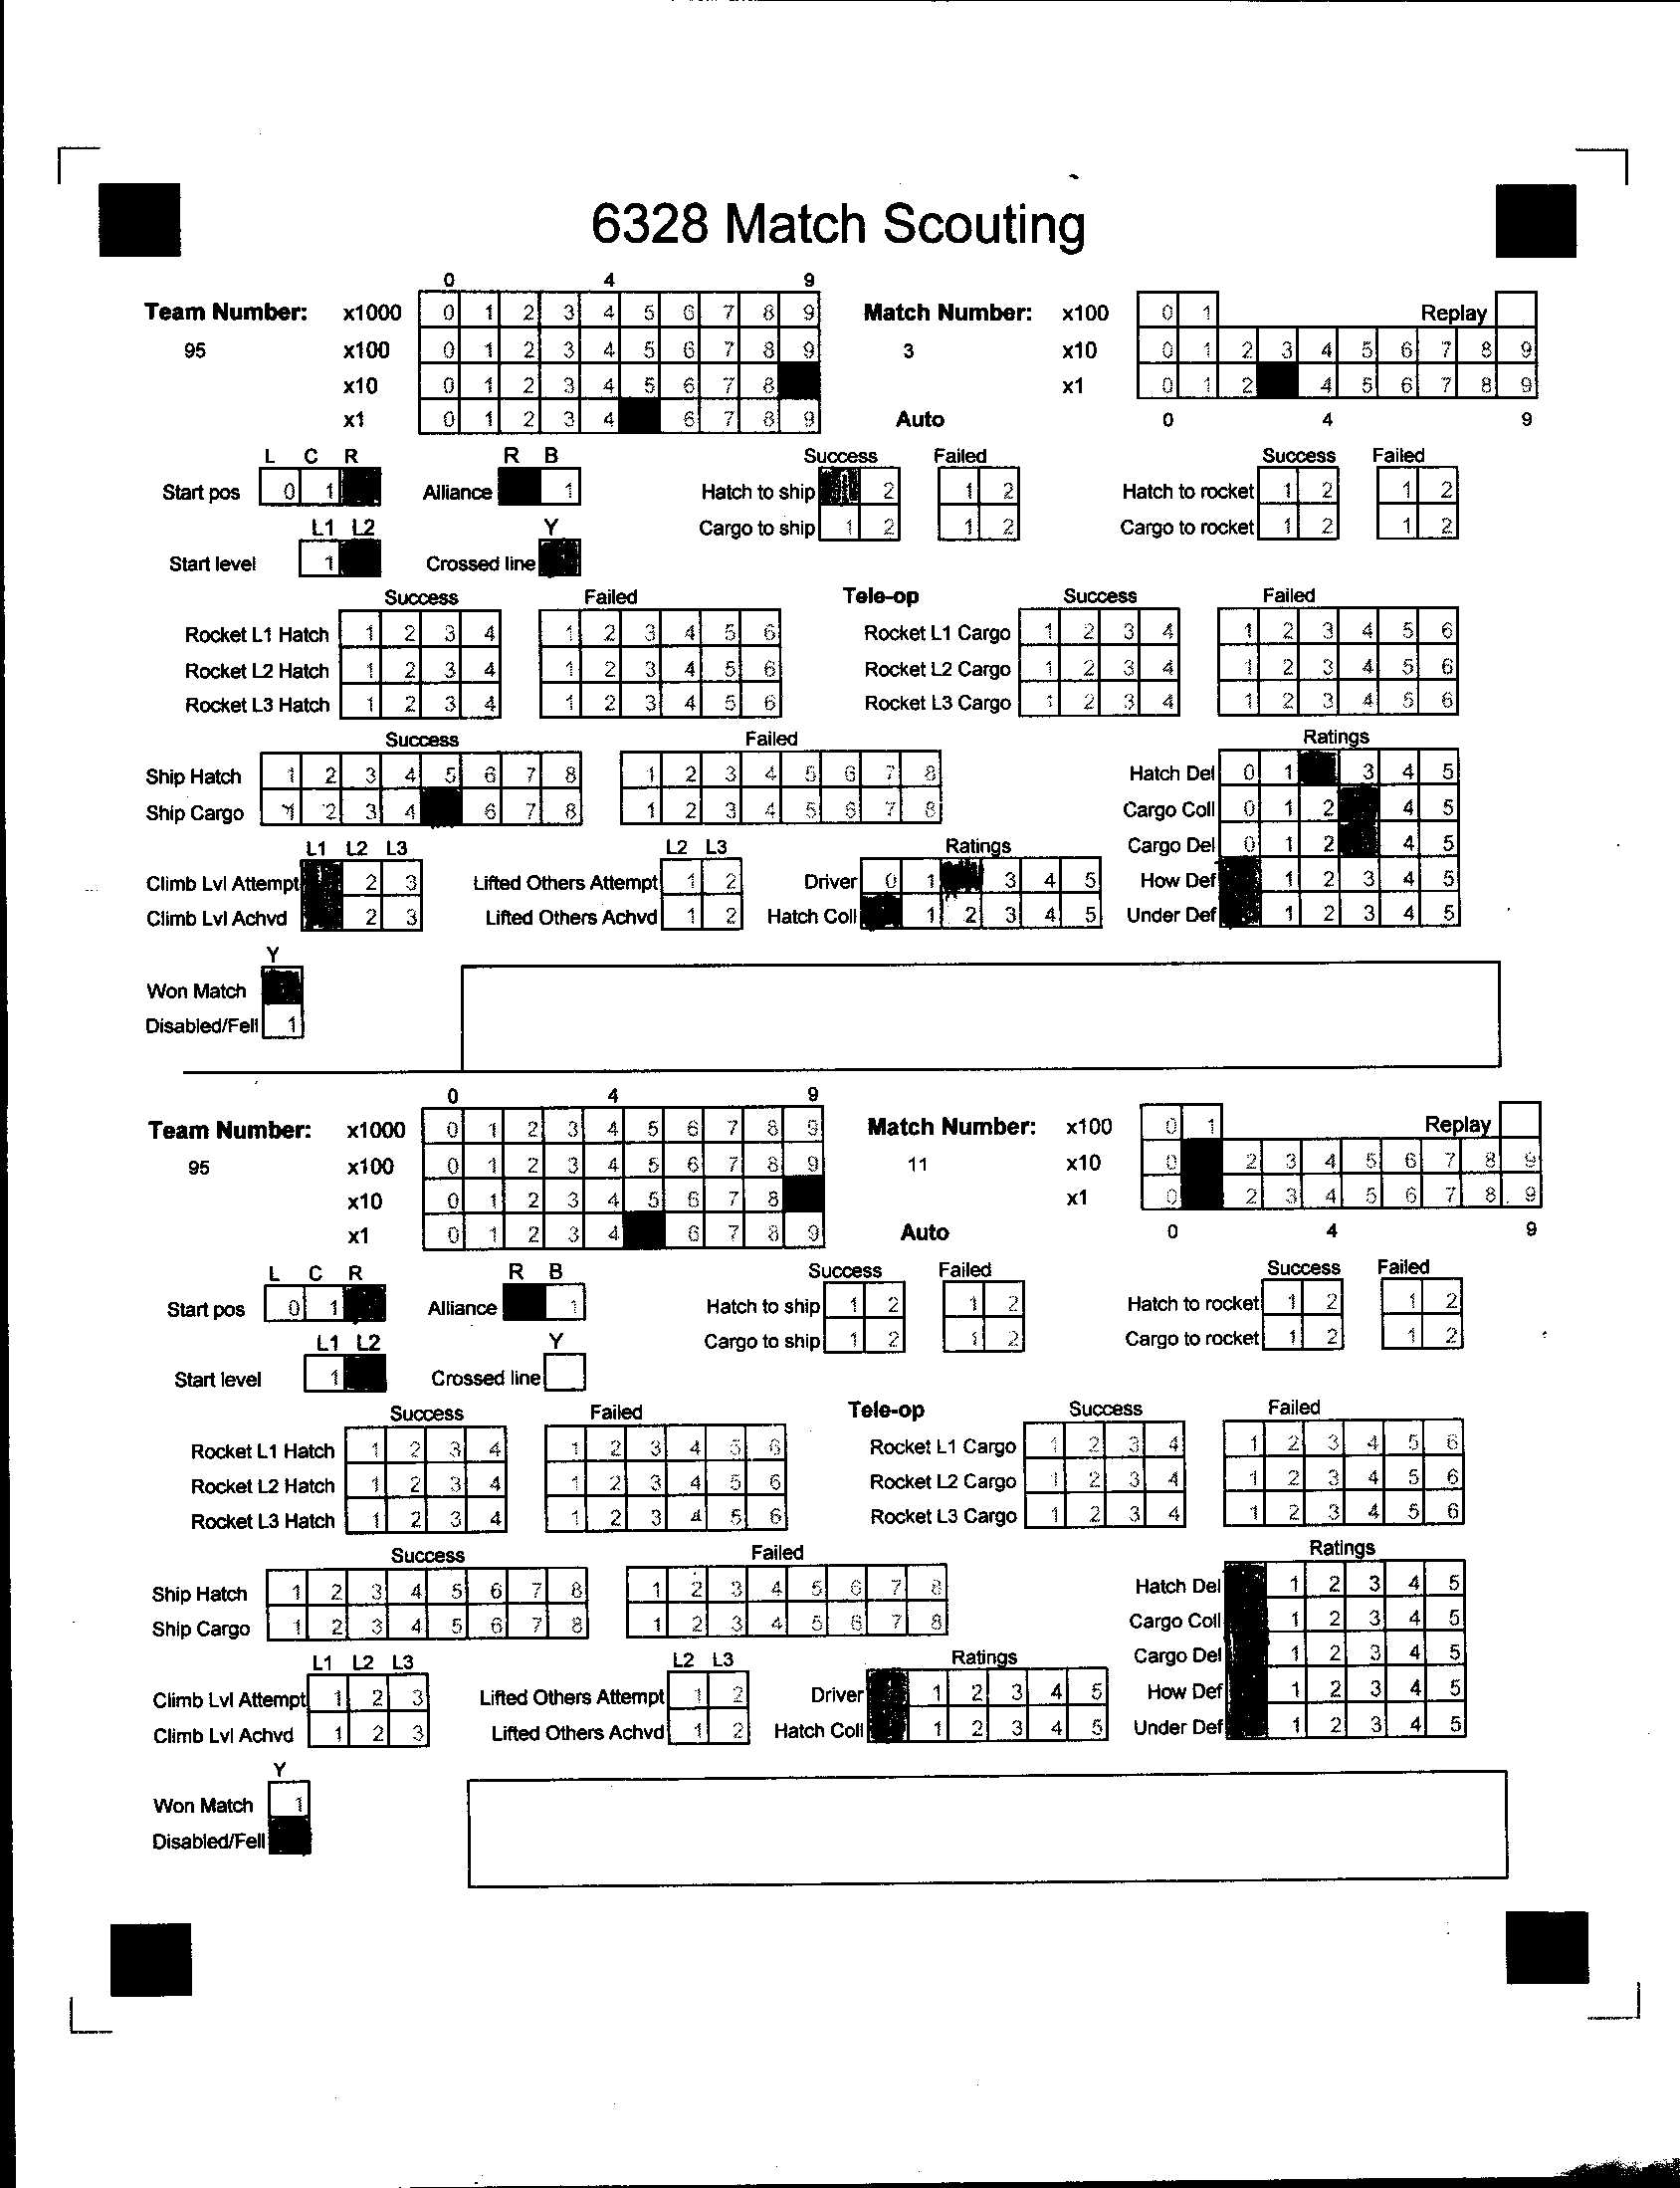 6328 Match Scouting
0 4 9
Team Number: x1000 0 1 2 3 4 5 6 7 8 9 Match Number: x100 0 1 Replay
95 x100 0 1 2 3 4 5 6 7 8 9 3 x10 0 1 2 3 4 5 6 7 8 9
x10 0 1 2 3 4 5 6 7 8 x1 0 1 2 4 5 6 7 8 9
x1 0 1 2 3 4 6 7 8 9 Auto 0 4 9
L C R R B Success Failed Success Failed
Start pos 0 1 Alliance 1 Hatch to ship 2 1 2 Hatch to rocket 1 2 1 2
L1 L2 Y Cargo to ship 1 2 1 2 Cargo to rocket 1 2 1 2
Start level 1 Crossed line
Success Failed Tele-op Success Failed
Rocket L1 Hatch 1 2 3 4 1 2 3 4 5 6 Rocket L1 Cargo 1 2 3 4 1 2 3 4 5 6
Rocket L2 Hatch 1 2 3 4 1 2 3 4 5 6 Rocket L2 Cargo 1 2 3 4 1 2 3 4 5 6
Rocket L3 Hatch 1 2 3 4 1 2 3 4 5 6 Rocket L3 Cargo 1 2 3 4 1 2 3 4 5 6
Success Failed Ratings
Ship Hatch 1 2 3 4 5 6 7 8 1 2 3 4 5 6 7 8 Hatch Del 0 1 3 4 5
Ship Cargo 1 2 3 4 6 7 8 1 2 3 4 5 6 7 8 Cargo Coll 0 1 2 4 5
L1 L2 L3 L2 L3 Ratings Cargo Del 0 1 2 4 5
Climb Lvl Attempt 2 3 Lifted Others Attempt 1 2 Driver 0 1 3 4 5 How Def 1 2 3 4 5
Climb Lvl Achvd 2 3 Lifted Others Achvd 1 2 Hatch Coll 1 2 3 4 5 Under Def 1 2 3 4 5
Y
Won Match
Disabled/Fell 1
0 4 9
Team Number: x1000 0 1 2 3 4 5 6 7 8 9 Match Number: x100 0 1 Replay
95 x100 0 1 2 3 4 5 6 7 8 9 11 x10 0 2 3 4 5 6 7 8 9
x10 0 1 2 3 4 5 6 7 8 x1 0 2 3 4 5 6 7 8 9
x1 0 1 2 3 4 6 7 8 9 Auto 0 4 9
L C R R B Success Failed Success Failed
Start pos 0 1 Alliance 1 Hatch to ship 1 2 1 2 Hatch to rocket 1 2 1 2
L1 L2 Y Cargo to ship 1 2 1 2 Cargo to rocket 1 2 1 2
Start level 1 Crossed line
Success Failed Tele-op Success Failed
Rocket L1 Hatch 1 2 3 4 1 2 3 4 5 6 Rocket L1 Cargo 1 2 3 4 1 2 3 4 5 6
Rocket L2 Hatch 1 2 3 4 1 2 3 4 5 6 Rocket L2 Cargo 1 2 3 4 1 2 3 4 5 6
Rocket L3 Hatch 1 2 3 4 1 2 3 4 5 6 Rocket L3 Cargo 1 2 3 4 1 2 3 4 5 6
Success Failed Ratings
Ship Hatch 1 2 3 4 5 6 7 8 1 2 3 4 5 6 7 8 Hatch Del 1 2 3 4 5
Ship Cargo 1 2 3 4 5 6 7 8 1 2 3 4 5 6 7 8 Cargo Coll 1 2 3 4 5
L1 L2 L3 L2 L3 Ratings Cargo Del 1 2 3 4 5
Climb Lvl Attempt 1 2 3 Lifted Others Attempt 1 2 Driver 1 2 3 4 5 How Def 1 2 3 4 5
Climb Lvl Achvd 1 2 3 Lifted Others Achvd 1 2 Hatch Coll 1 2 3 4 5 Under Def 1 2 3 4 5
Y
Won Match 1
Disabled/Fell